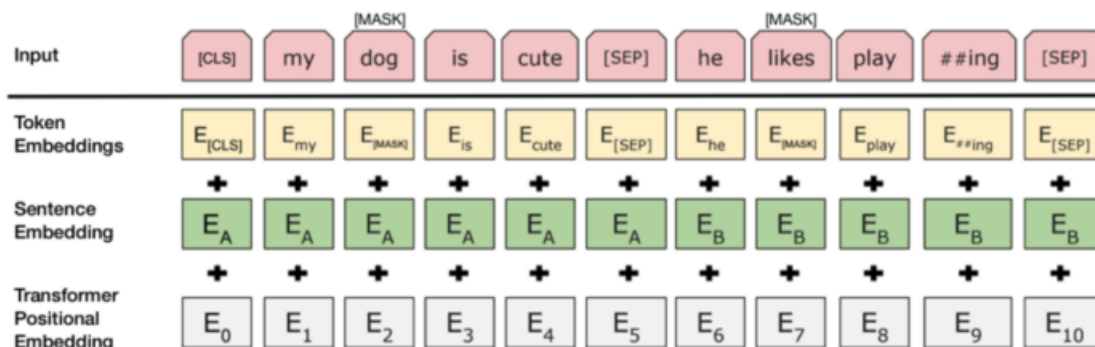 [MASK] [MASK]
Input [CLS] my dog is cute [SEP] he likes play ##ing [SEP]
Token
Embeddings
E[CLS] Emy E[MASK] Eis Ecute E[SEP] Ehe E[MASK] Eplay E##ing E[SEP]
+ + + + + + + + + + +
Sentence
Embedding
EA EA EA EA EA EA EB EB EB EB EB
+ + + + + + + + + + +
Transformer
Positional
Embedding
E0 E1 E2 E3 E4 E5 E6 E7 E8 E9 E10